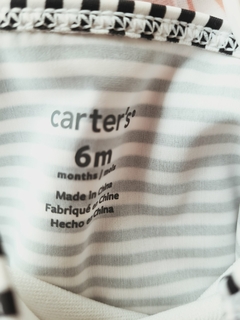 carter's®
6m
months / mois
Made in China
Fabriqué en Chine
Hecho en China